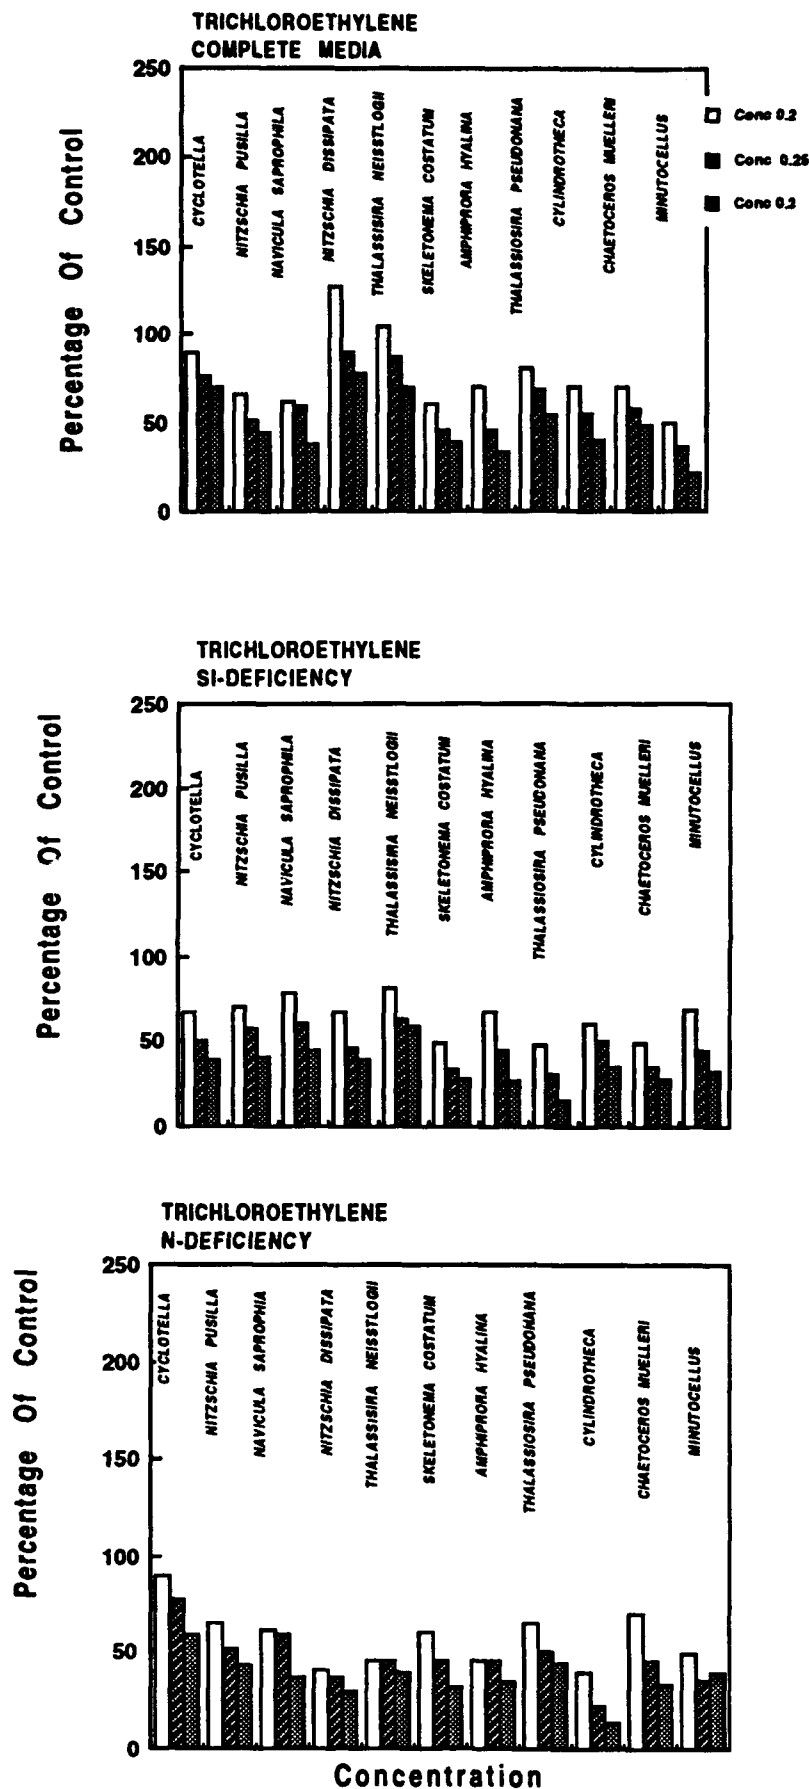 TRICHLOROETHYLENE
COMPLETE MEDIA
Percentage Of Control
250
200
150
100
50
0
CYCLOTELLA
NITZSCHIA PUSILLA
NAVICULA SAPROPHILA
NITZSCHIA DISSIPATA
THALASSISIRA NEISSTLOGII
SKELETONEMA COSTATUM
AMPHIPRORA HYALINA
THALASSIOSIRA PSEUDONANA
CYLINDROTHECA
CHAETOCEROS MUELLERI
MINUTOCELLUS
Conc 0.2
Conc 0.25
Conc 0.3
TRICHLOROETHYLENE
SI-DEFICIENCY
Percentage Of Control
250
200
150
100
50
0
CYCLOTELLA
NITZSCHIA PUSILLA
NAVICULA SAPROPHILA
NITZSCHIA DISSIPATA
THALASSISIRA NEISSTLOGII
SKELETONEMA COSTATUM
AMPHIPRORA HYALINA
THALASSIOSIRA PSEUDONANA
CYLINDROTHECA
CHAETOCEROS MUELLERI
MINUTOCELLUS
TRICHLOROETHYLENE
N-DEFICIENCY
Percentage Of Control
250
200
150
100
50
0
CYCLOTELLA
NITZSCHIA PUSILLA
NAVICULA SAPROPHIA
NITZSCHIA DISSIPATA
THALASSISIRA NEISSTLOGII
SKELETONEMA COSTATUM
AMPHIPRORA HYALINA
THALASSIOSIRA PSEUDONANA
CYLINDROTHECA
CHAETOCEROS MUELLERI
MINUTOCELLUS
Concentration